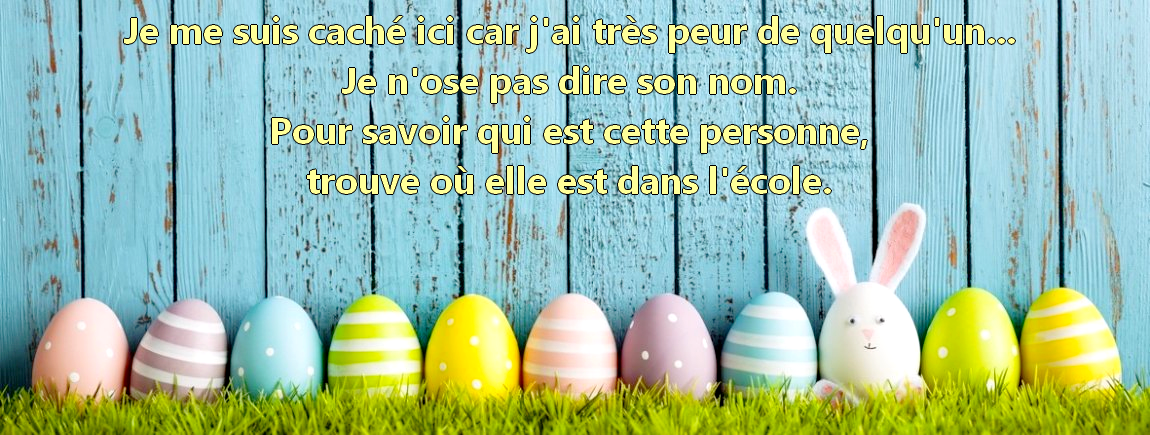 Je me suis caché ici car j'ai très peur de quelqu'un...
Je n'ose pas dire son nom.
Pour savoir qui est cette personne,
trouve où elle est dans l'école.